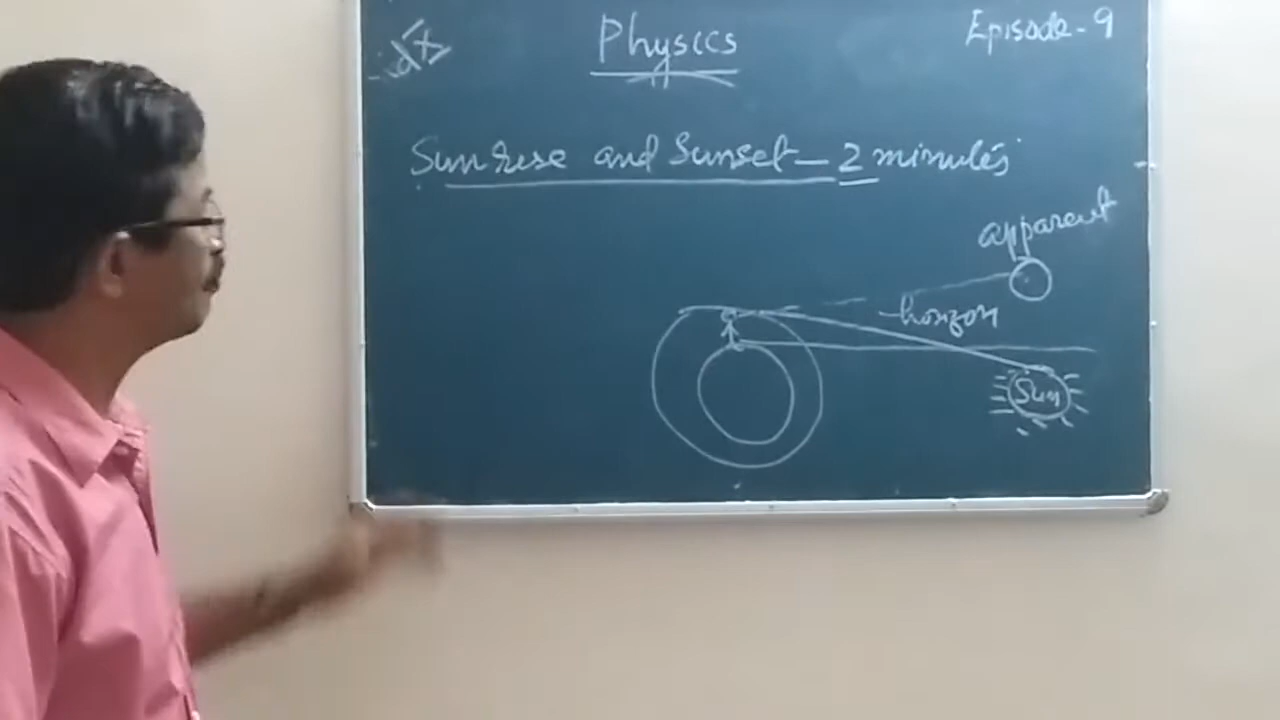 Physics
Episode-9
Sunrise and Sunset - 2 minutes
apparent
horizon
Sun